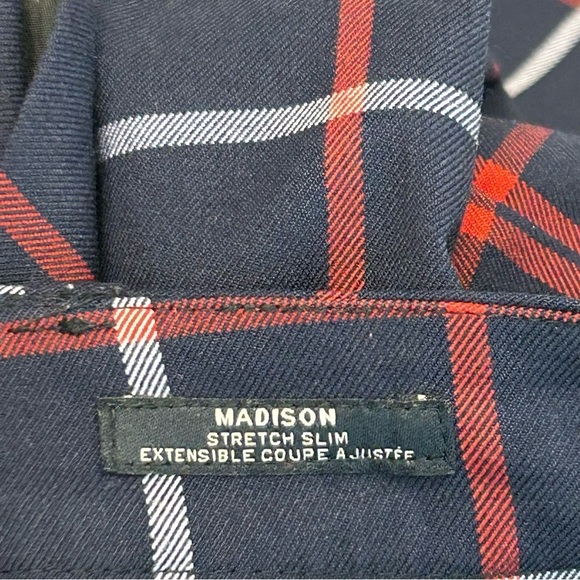 MADISON
STRETCH SLIM
EXTENSIBLE COUPE AJUSTÉE